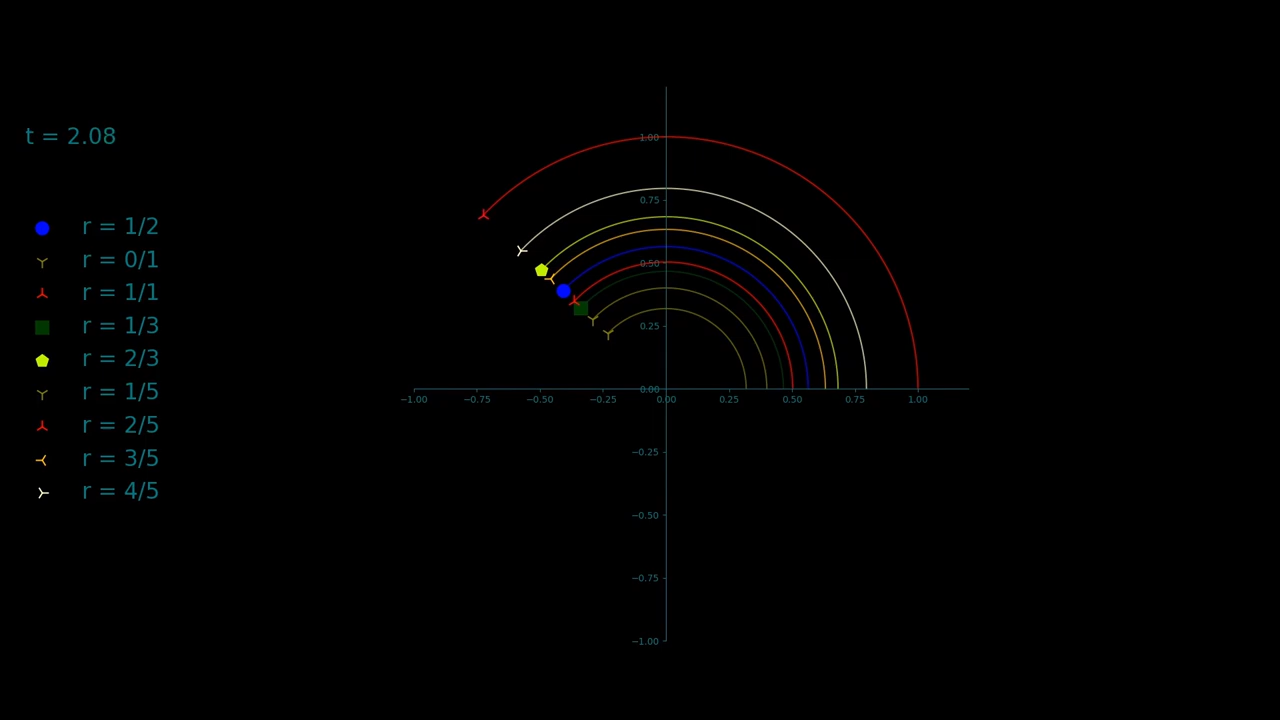 t = 2.08
r = 1/2
r = 0/1
r = 1/1
r = 1/3
r = 2/3
r = 1/5
r = 2/5
r = 3/5
r = 4/5
1.00
0.75
0.50
0.25
0.00
−1.00 −0.75 −0.50 −0.25 0.00 0.25 0.50 0.75 1.00
−0.25
−0.50
−0.75
−1.00